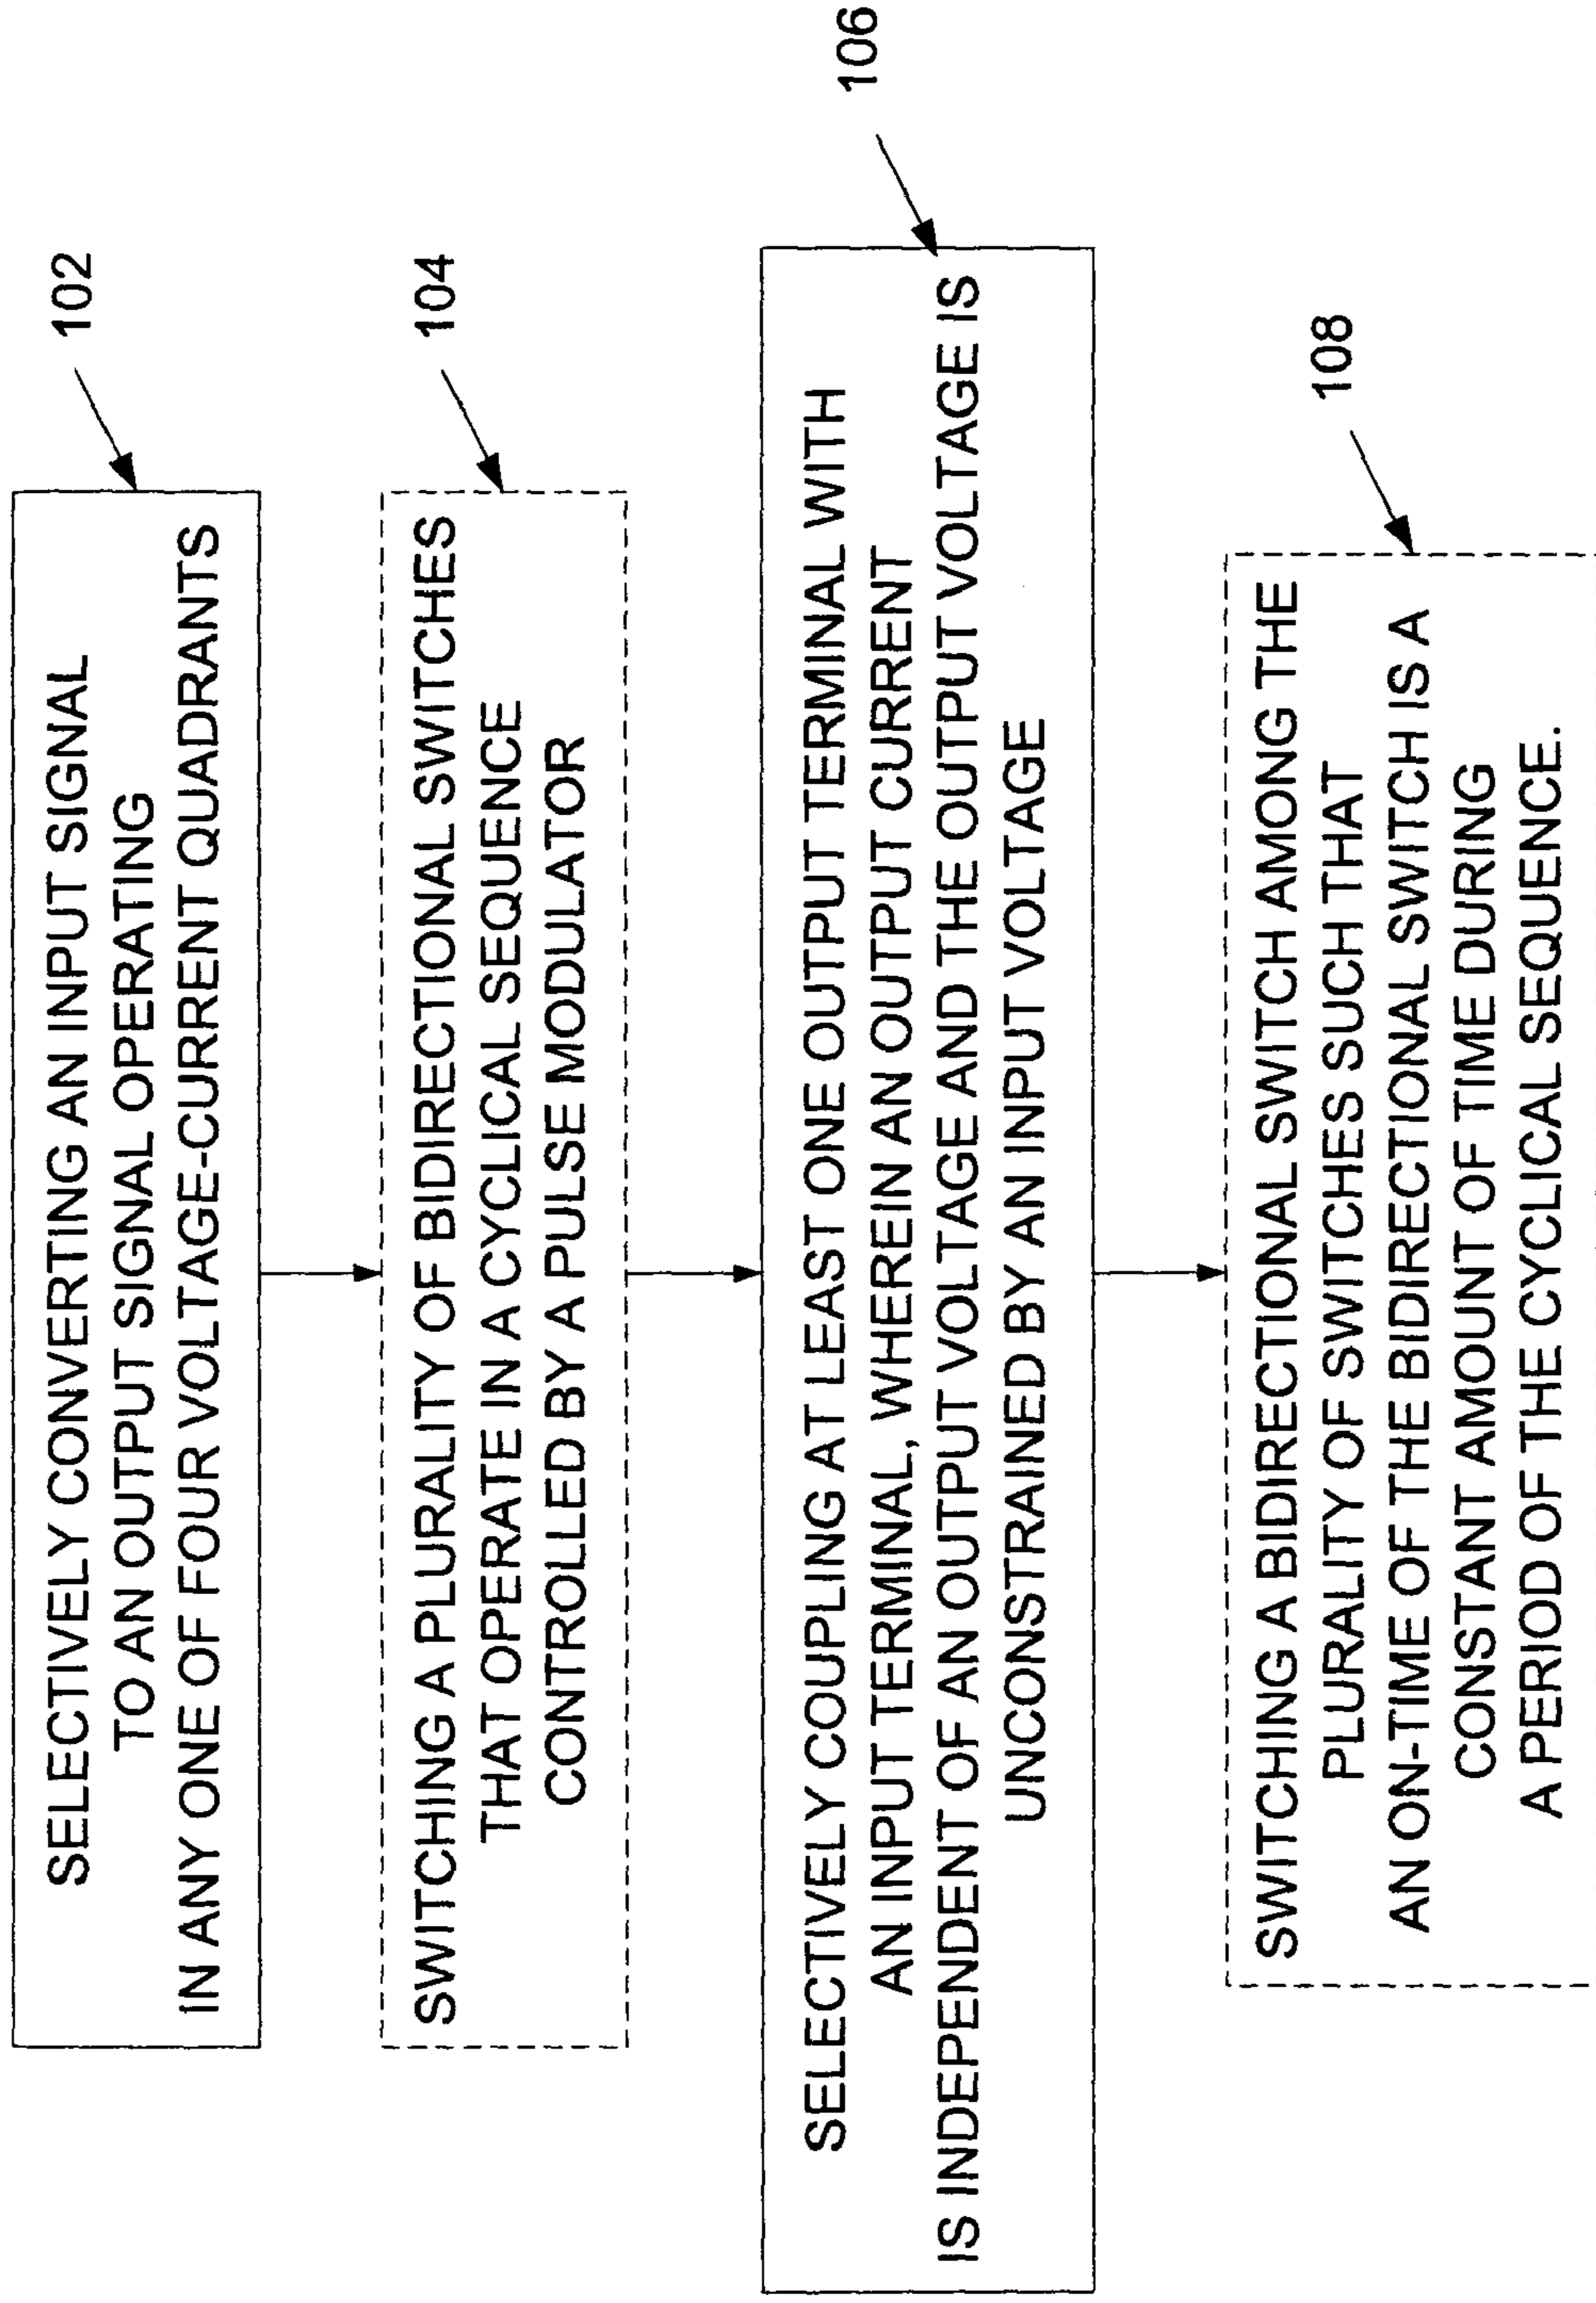 SELECTIVELY CONVERTING AN INPUT SIGNAL
TO AN OUTPUT SIGNAL OPERATING
IN ANY ONE OF FOUR VOLTAGE-CURRENT QUADRANTS
102
SWITCHING A PLURALITY OF BIDIRECTIONAL SWITCHES
THAT OPERATE IN A CYCLICAL SEQUENCE
CONTROLLED BY A PULSE MODULATOR
104
SELECTIVELY COUPLING AT LEAST ONE OUTPUT TERMINAL WITH
AN INPUT TERMINAL, WHEREIN AN OUTPUT CURRENT
IS INDEPENDENT OF AN OUTPUT VOLTAGE AND THE OUTPUT VOLTAGE IS
UNCONSTRAINED BY AN INPUT VOLTAGE
106
SWITCHING A BIDIRECTIONAL SWITCH AMONG THE
PLURALITY OF SWITCHES SUCH THAT
AN ON-TIME OF THE BIDIRECTIONAL SWITCH IS A
CONSTANT AMOUNT OF TIME DURING
A PERIOD OF THE CYCLICAL SEQUENCE.
108